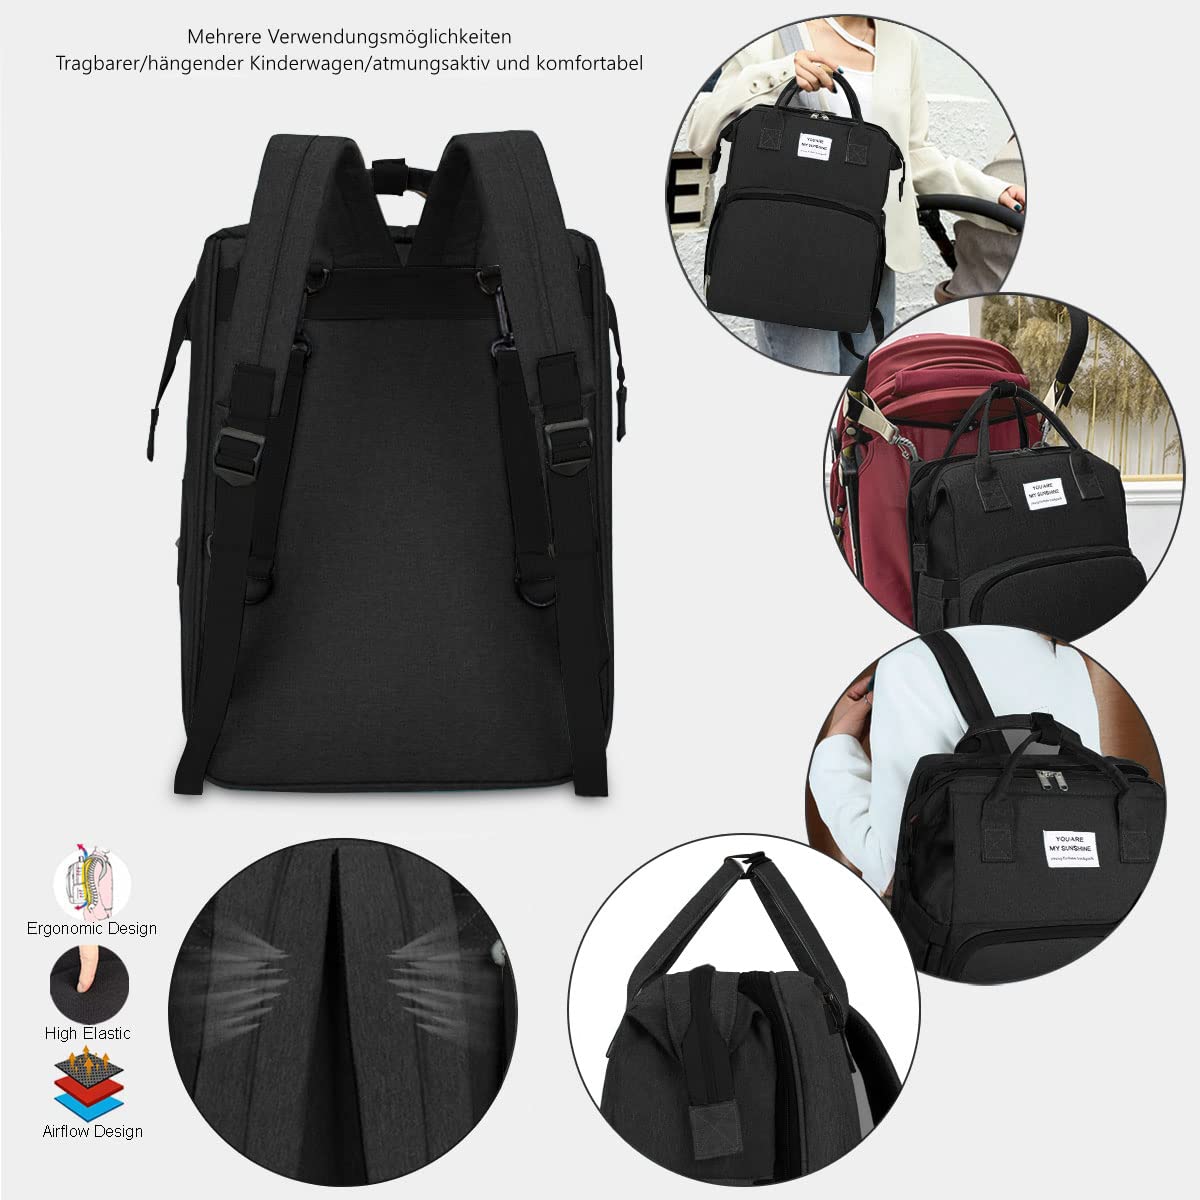 Mehrere Verwendungsmöglichkeiten
Tragbarer/hängender Kinderwagen/atmungsaktiv und komfortabel
E
YOU ARE
MY SUNSHINE
YOU ARE
MY SUNSHINE
YOU ARE
MY SUNSHINE
Ergonomic Design
High Elastic
Airflow Design